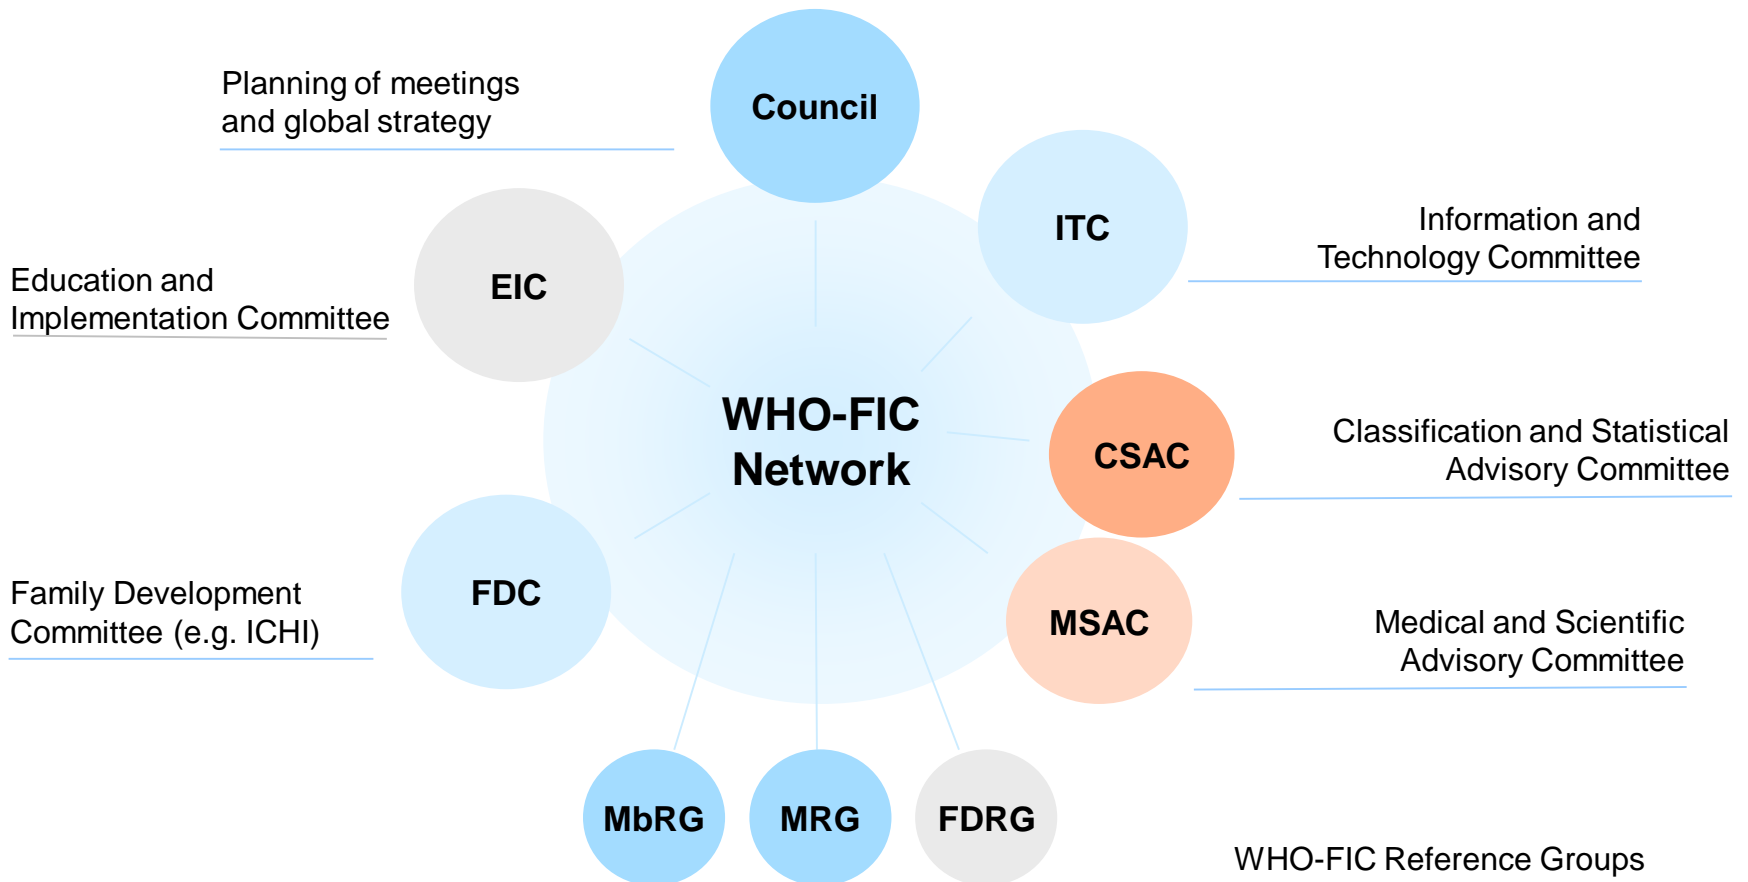 Planning of meetings
and global strategy
Council
ITC
Information and
Technology Committee
Education and
Implementation Committee
EIC
WHO-FIC
Network
CSAC
Classification and Statistical
Advisory Committee
Family Development
Committee (e.g. ICHI)
FDC
MSAC
Medical and Scientific
Advisory Committee
MbRG
MRG
FDRG
WHO-FIC Reference Groups